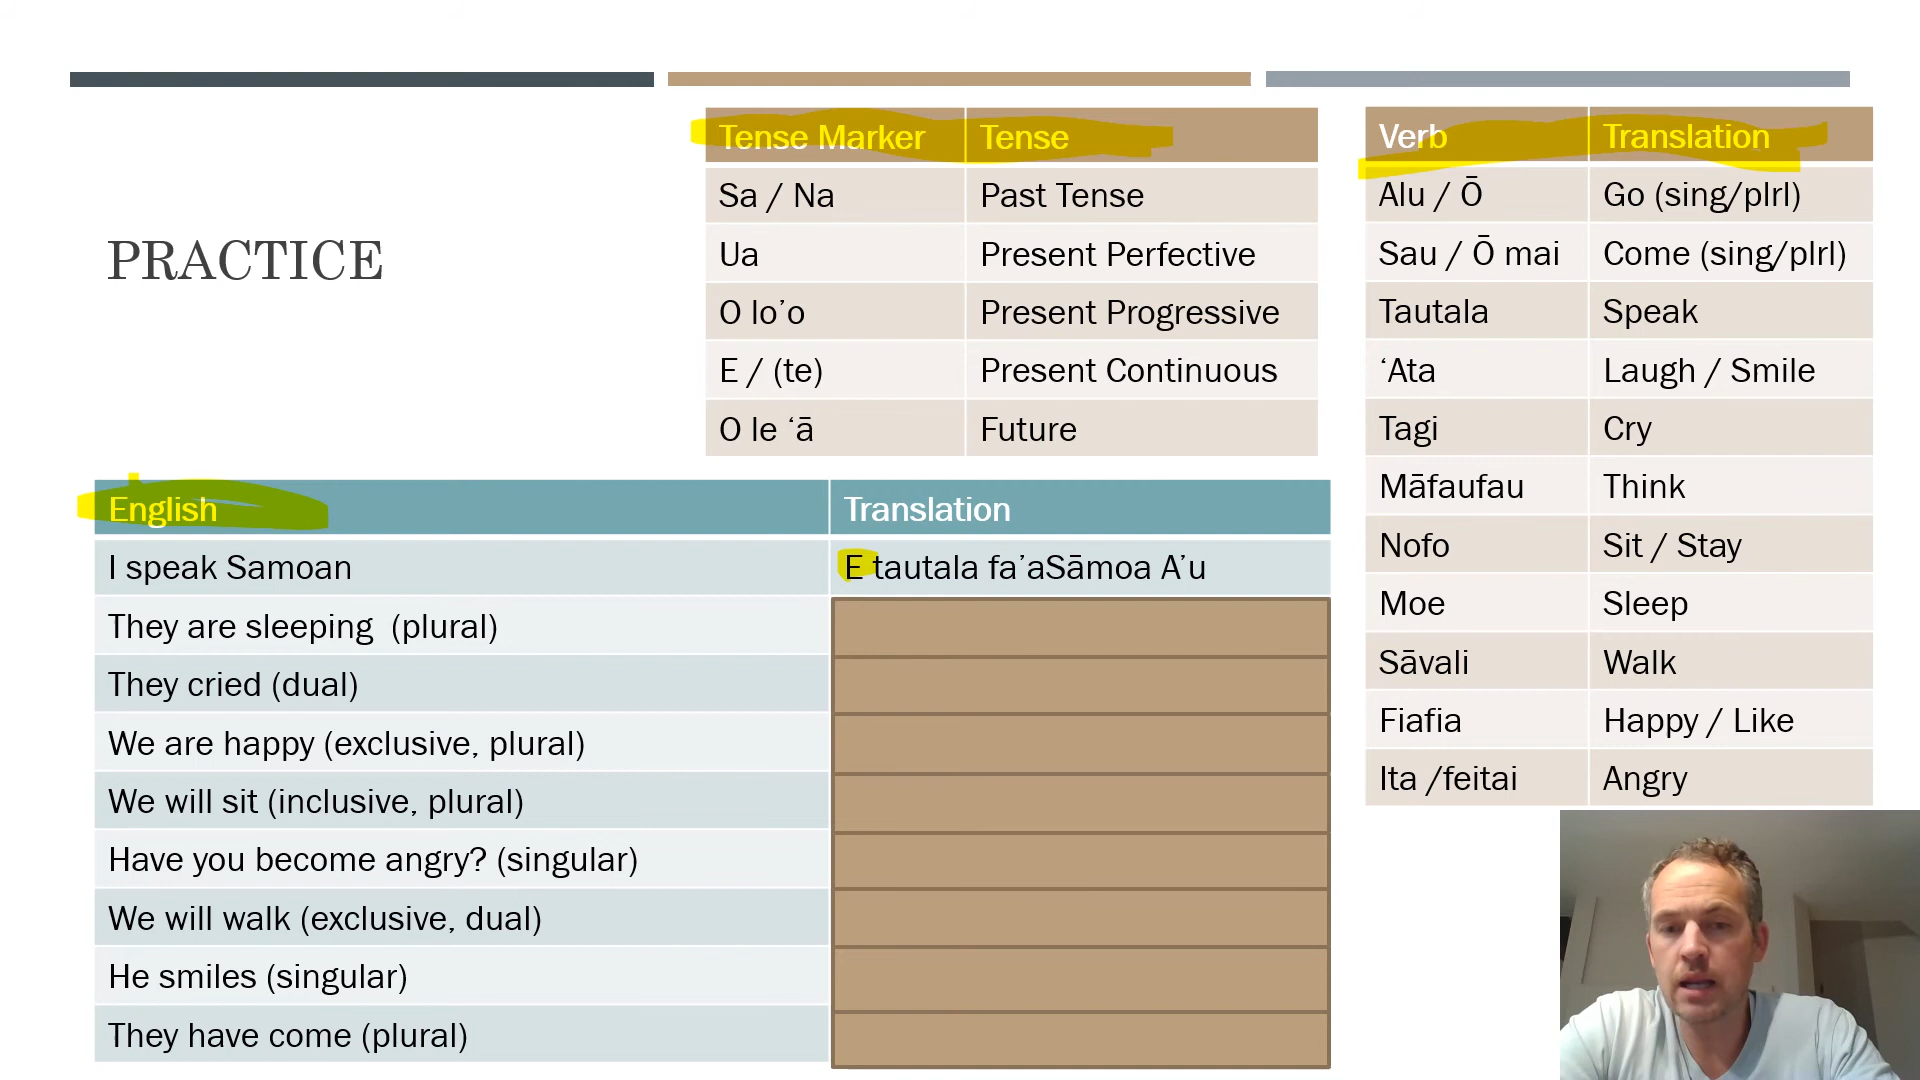 PRACTICE
Tense Marker Tense
Sa / Na Past Tense
Ua Present Perfective
O lo’o Present Progressive
E / (te) Present Continuous
O le ‘ā Future
Verb Translation
Alu / Ō Go (sing/plrl)
Sau / Ō mai Come (sing/plrl)
Tautala Speak
‘Ata Laugh / Smile
Tagi Cry
Māfaufau Think
Nofo Sit / Stay
Moe Sleep
Sāvali Walk
Fiafia Happy / Like
Ita /feitai Angry
English Translation
I speak Samoan E tautala fa’aSāmoa A’u
They are sleeping (plural)
They cried (dual)
We are happy (exclusive, plural)
We will sit (inclusive, plural)
Have you become angry? (singular)
We will walk (exclusive, dual)
He smiles (singular)
They have come (plural)